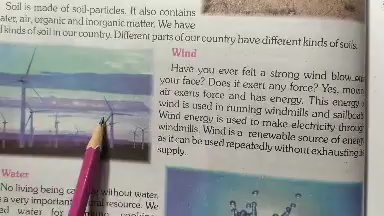 Soil is made of soil-particles. It also contains
ater, air, organic and inorganic matter. We have
kinds of soil in our country. Different parts of our country have different kinds of soils.
Wind
Have you ever felt a strong wind blow
your face? Does it exert any force? Yes,
air exerts force and has energy. This energy
wind is used in running windmills and sailboats
Wind energy is used to make electricity through
windmills. Wind is a renewable source of energy
as it can be used repeatedly without exhausting
supply.
Water
No living being without water.
a very important resource. We
water for